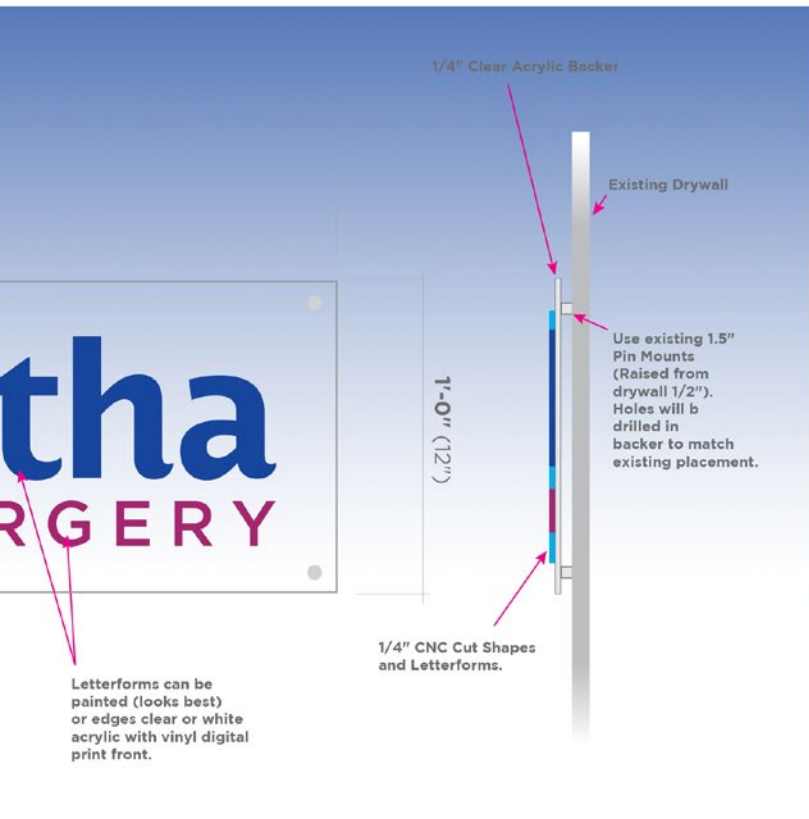 1/4" Clear Acrylic Backer
Existing Drywall
Use existing 1.5"
Pin Mounts
(Raised from
drywall 1/2").
Holes will b
drilled in
backer to match
existing placement.
1'-0" (12")
tha
RGERY
1/4" CNC Cut Shapes
and Letterforms.
Letterforms can be
painted (looks best)
or edges clear or white
acrylic with vinyl digital
print front.